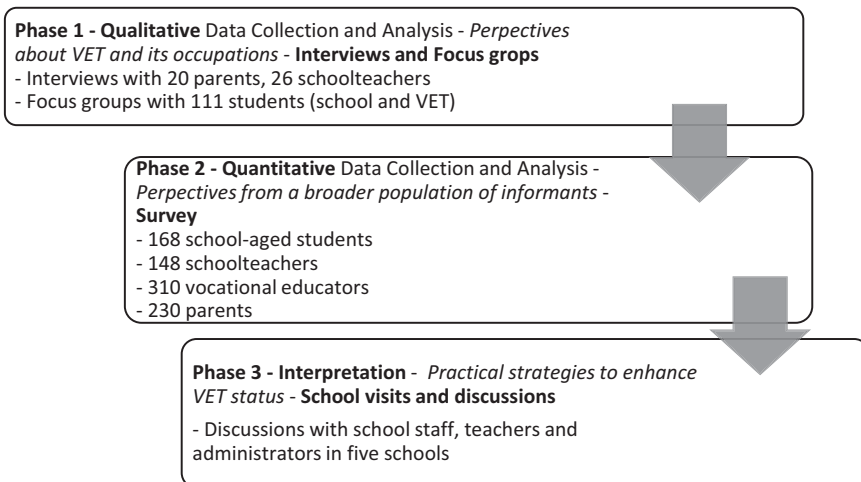 Phase 1 - Qualitative Data Collection and Analysis - Perpectives
about VET and its occupations - Interviews and Focus grops
- Interviews with 20 parents, 26 schoolteachers
- Focus groups with 111 students (school and VET)
Phase 2 - Quantitative Data Collection and Analysis -
Perpectives from a broader population of informants -
Survey
- 168 school-aged students
- 148 schoolteachers
- 310 vocational educators
- 230 parents
Phase 3 - Interpretation - Practical strategies to enhance
VET status - School visits and discussions
- Discussions with school staff, teachers and
administrators in five schools